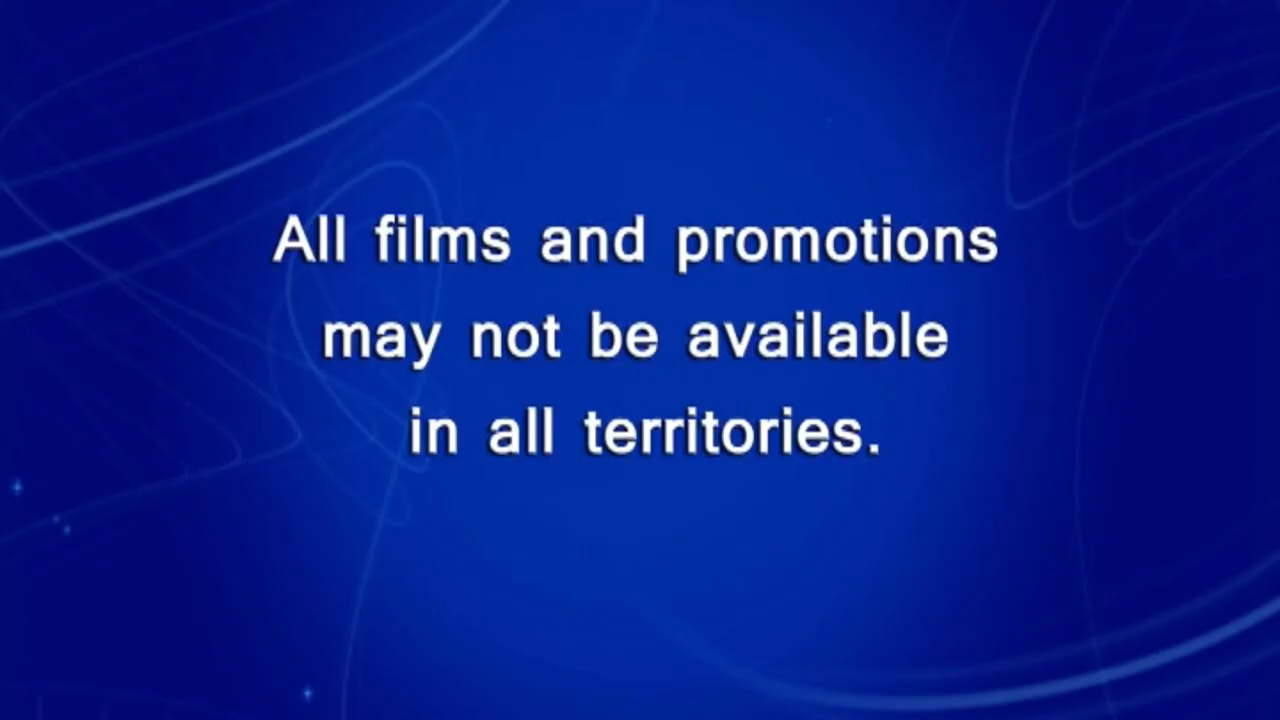 All films and promotions
may not be available
in all territories.